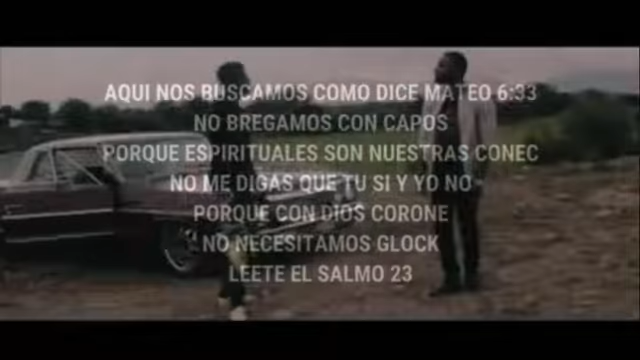 AQUI NOS BUSCAMOS COMO DICE MATEO 6:33
NO BREGAMOS CON CAPOS
PORQUE ESPIRITUALES SON NUESTRAS CONEC
NO ME DIGAS QUE TU SI Y YO NO
PORQUE CON DIOS CORONE
NO NECESITAMOS GLOCK
LEETE EL SALMO 23